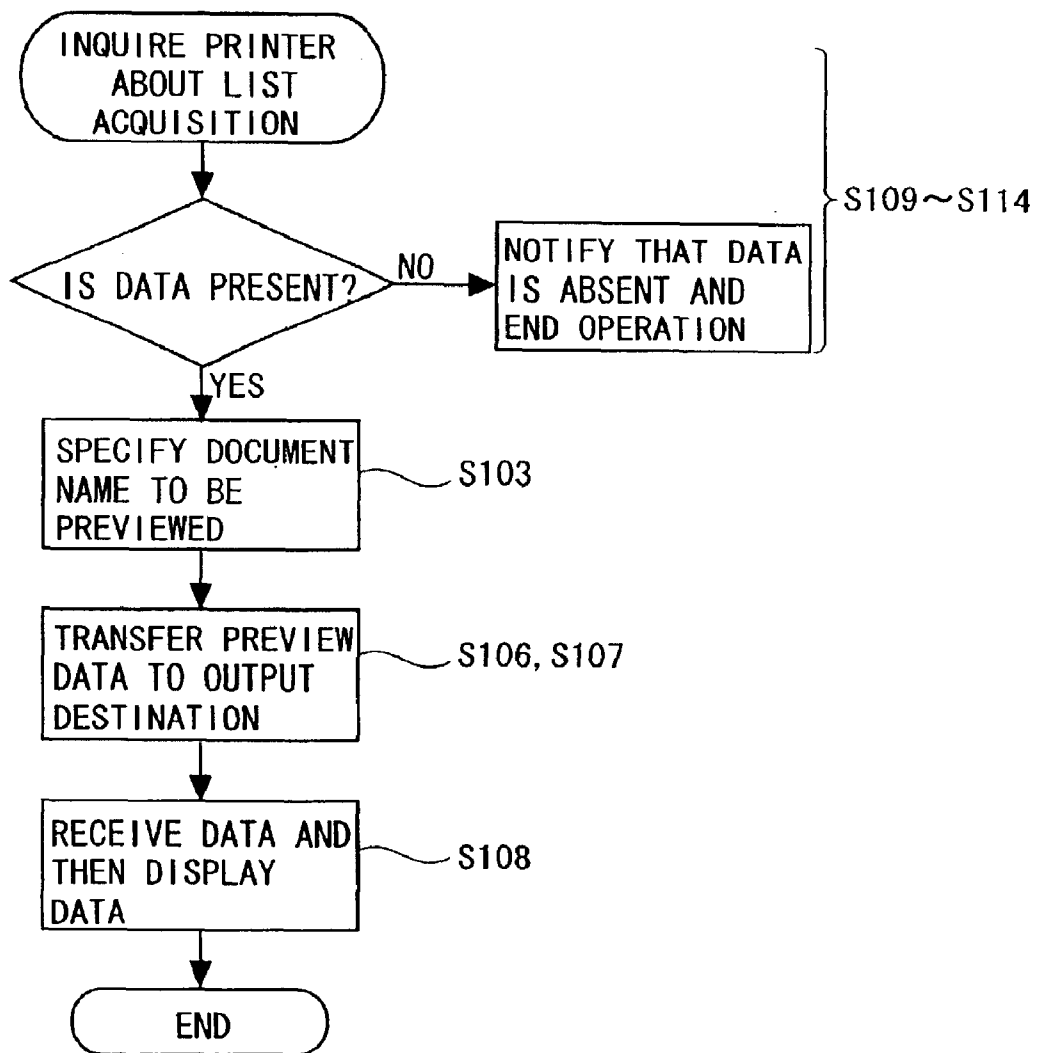 INQUIRE PRINTER
ABOUT LIST
ACQUISITION
S109~S114
IS DATA PRESENT?
NO
NOTIFY THAT DATA
IS ABSENT AND
END OPERATION
YES
SPECIFY DOCUMENT
NAME TO BE
PREVIEWED
S103
TRANSFER PREVIEW
DATA TO OUTPUT
DESTINATION
S106, S107
RECEIVE DATA AND
THEN DISPLAY
DATA
S108
END